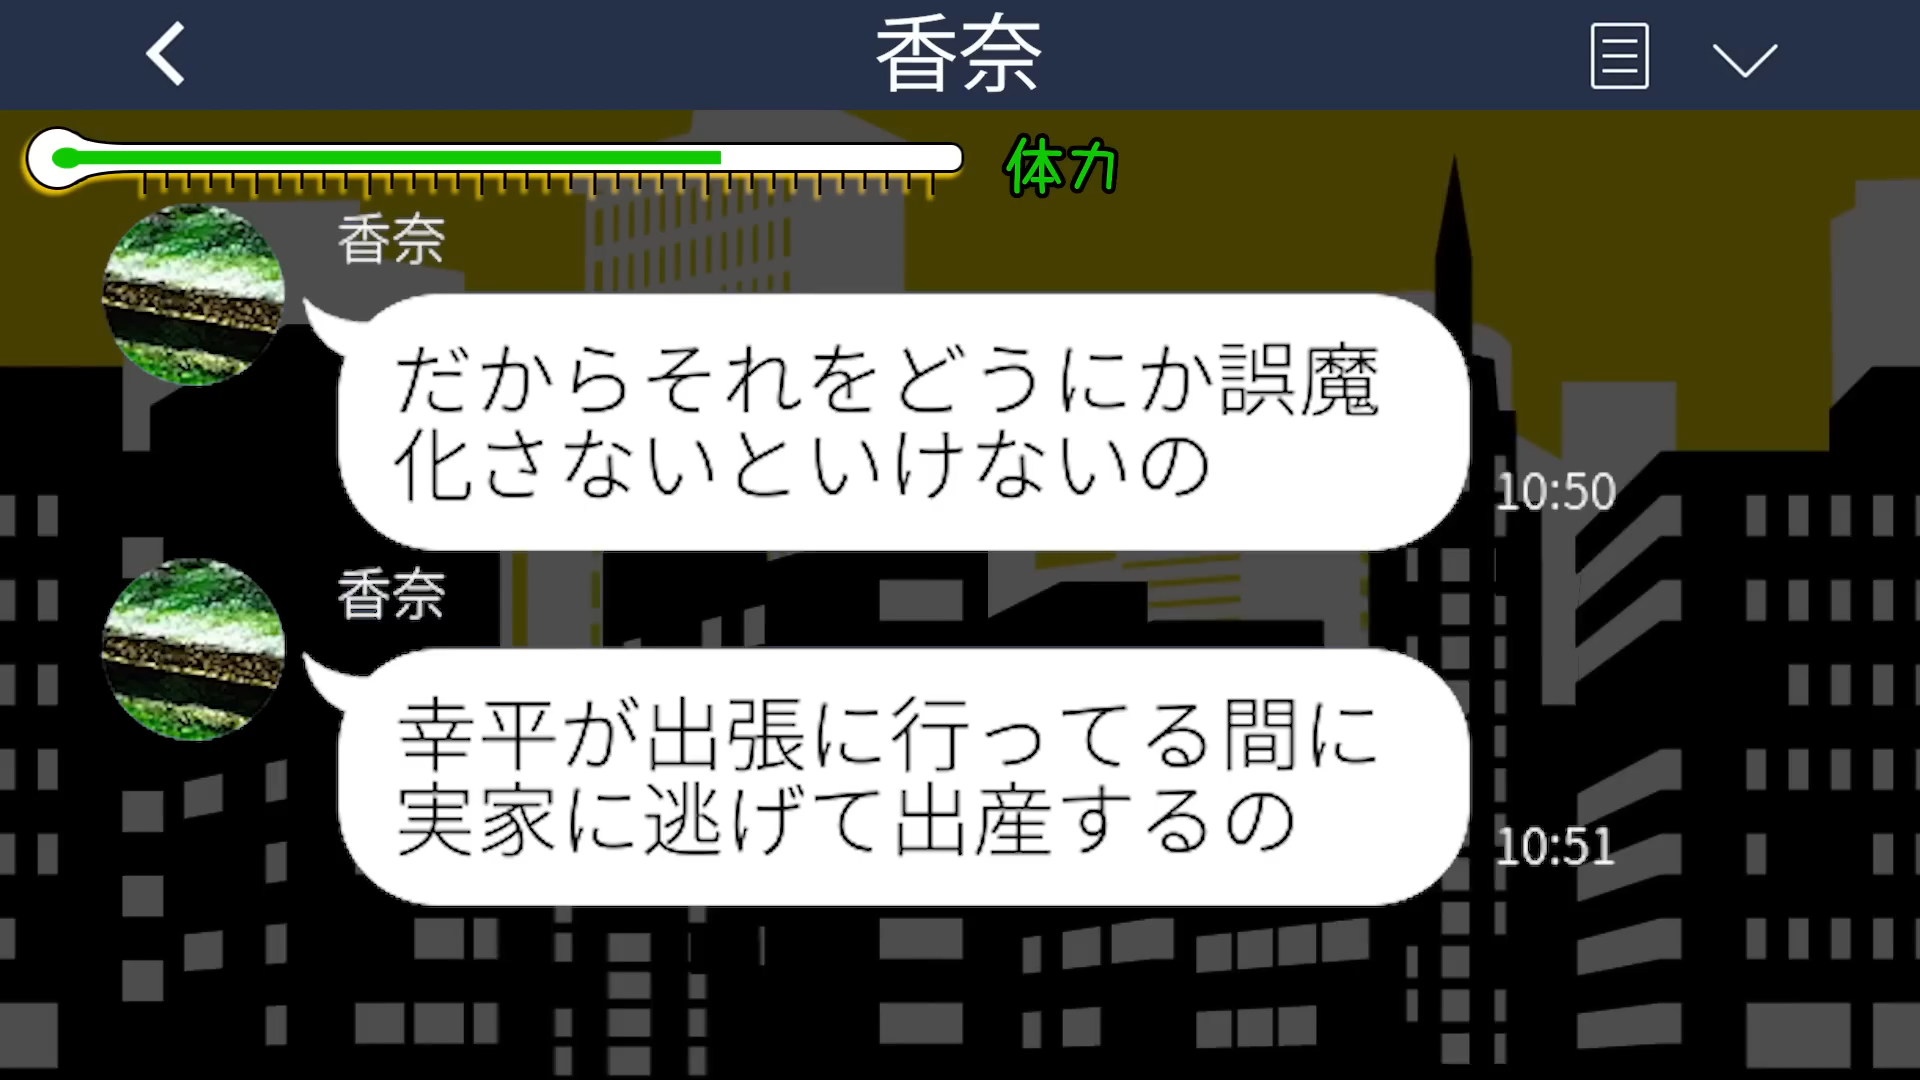 香奈
体力
香奈
だからそれをどうにか誤魔
化さないといけないの
10:50
香奈
幸平が出張に行ってる間に
実家に逃げて出産するの
10:51